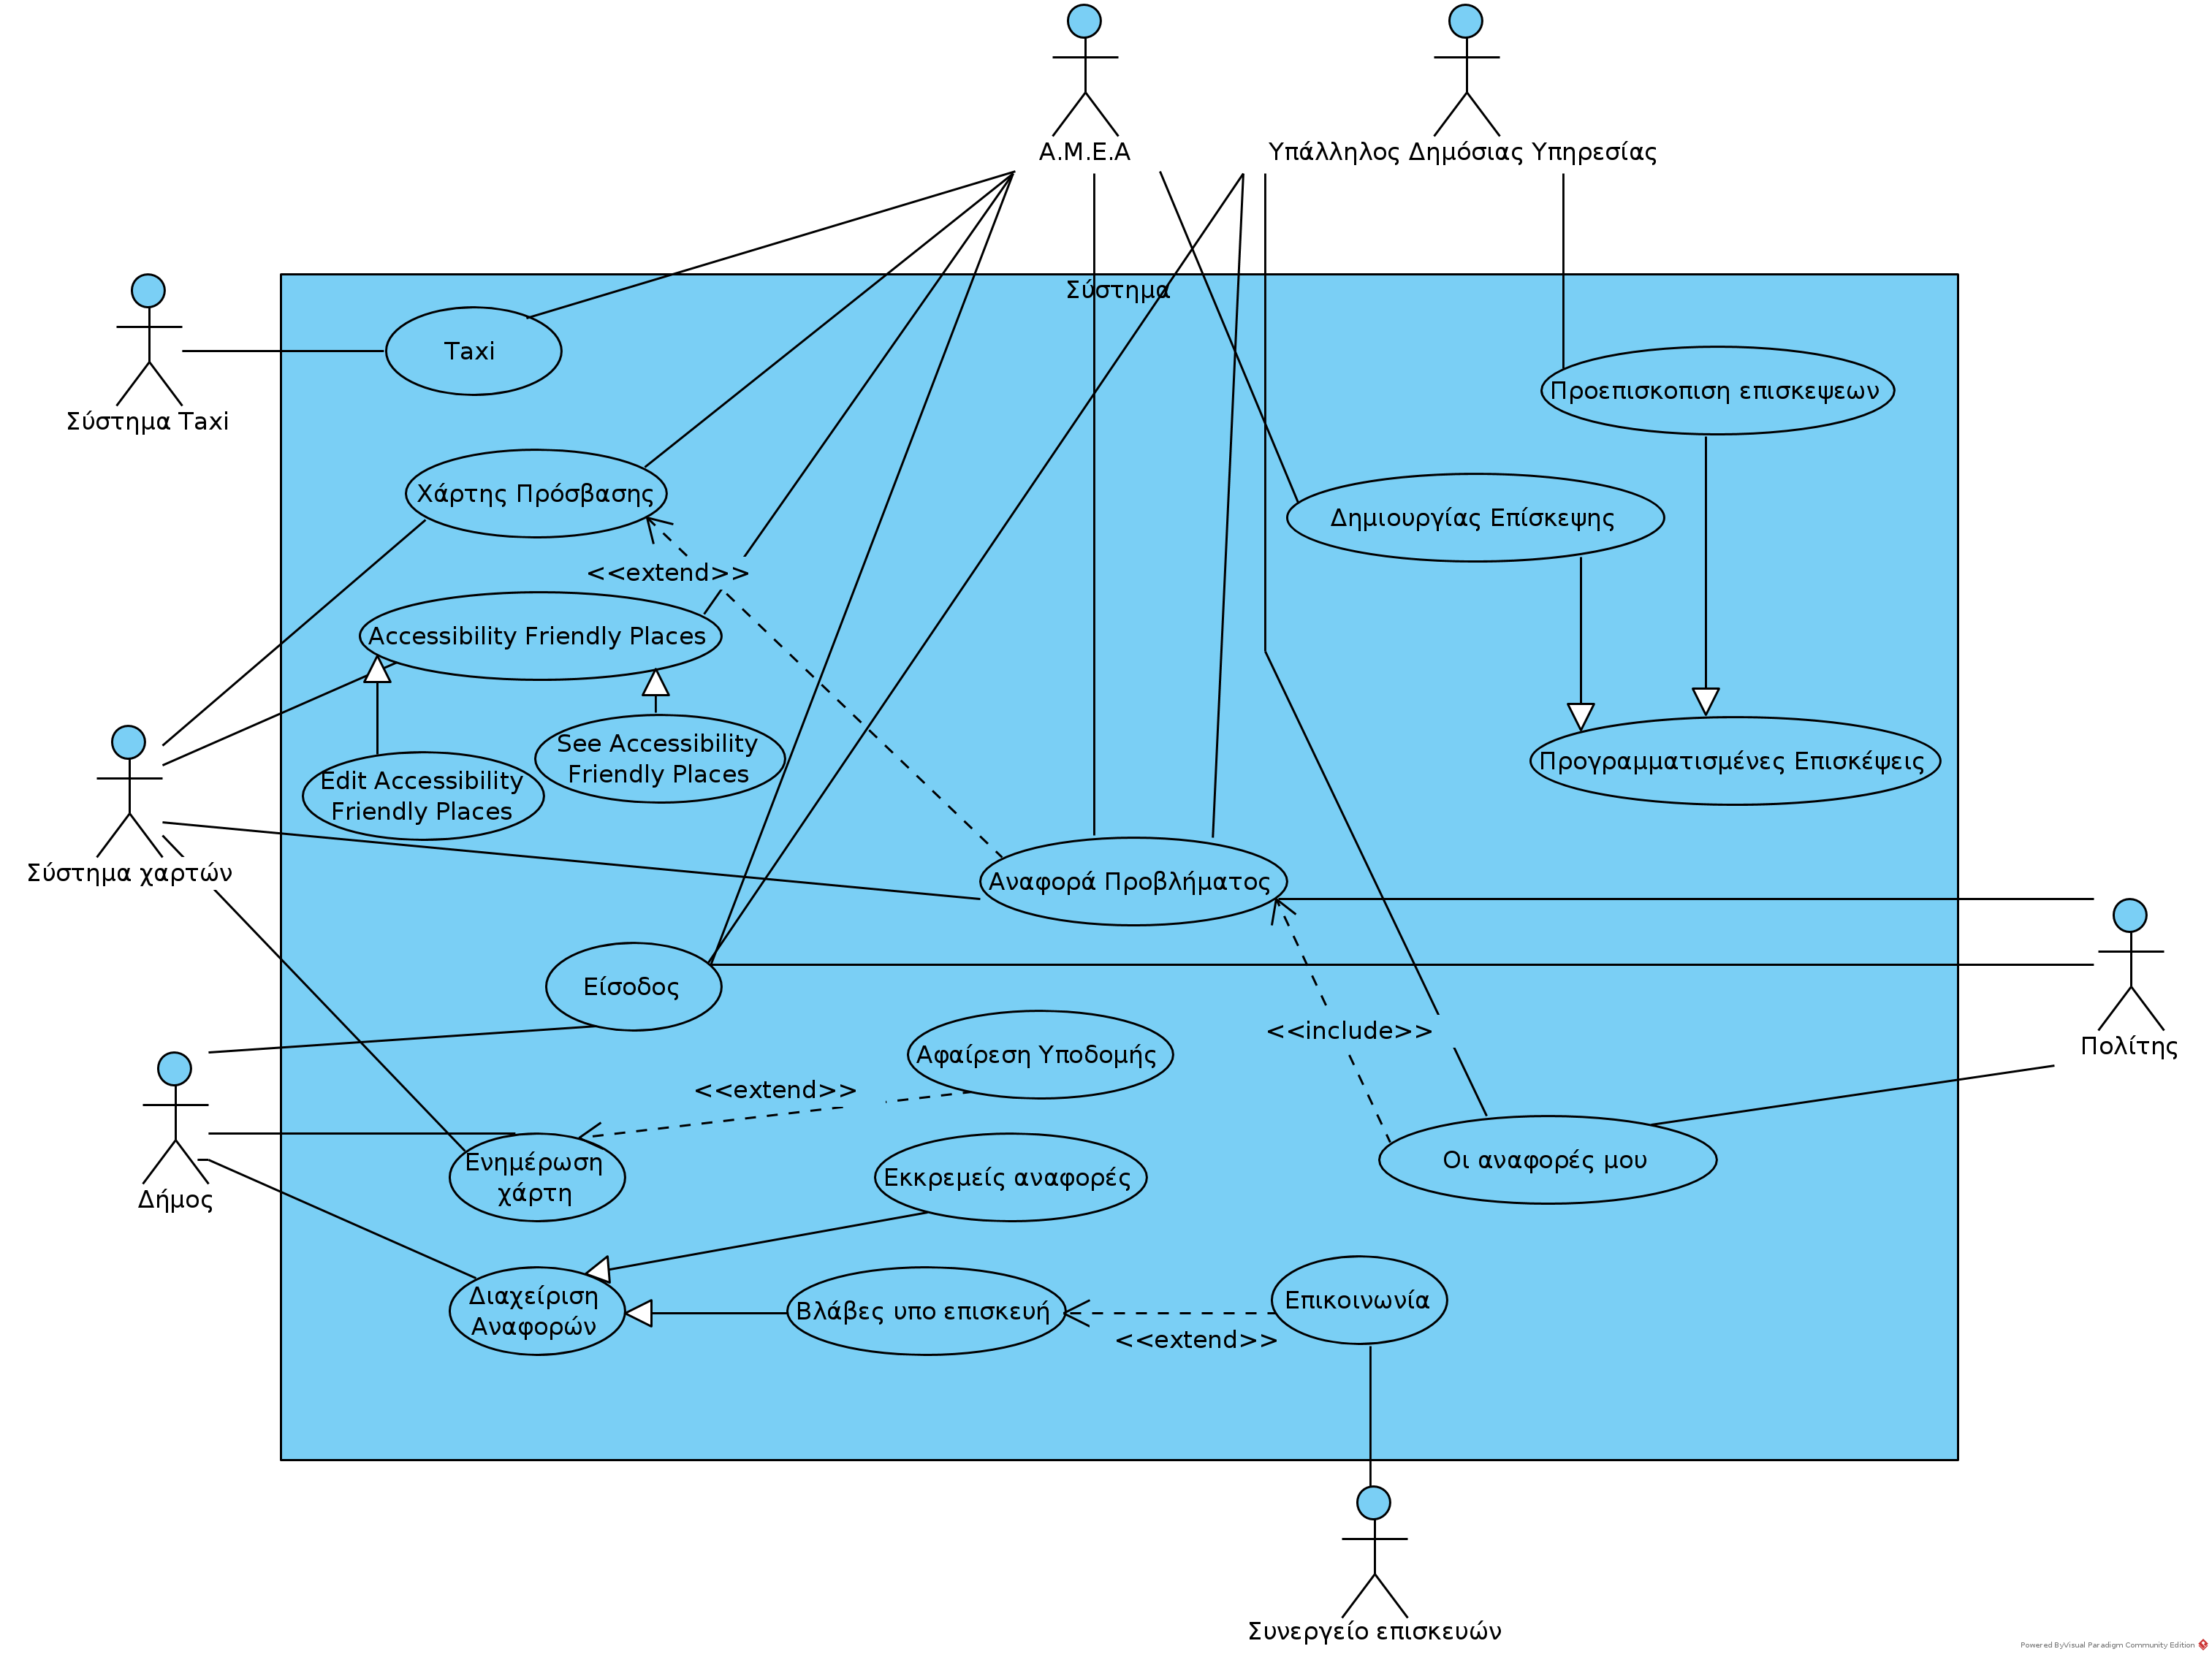 Α.Μ.Ε.Α
Υπάλληλος Δημόσιας Υπηρεσίας
Σύστημα
Σύστημα Taxi
Taxi
Προεπισκοπιση επισκεψεων
Χάρτης Πρόσβασης
Δημιουργίας Επίσκεψης
<<extend>>
Accessibility Friendly Places
See Accessibility
Friendly Places
Edit Accessibility
Friendly Places
Προγραμματισμένες Επισκέψεις
Σύστημα χαρτών
Αναφορά Προβλήματος
Είσοδος
<<include>>
Πολίτης
Αφαίρεση Υποδομής
<<extend>>
Δήμος
Ενημέρωση
χάρτη
Εκκρεμείς αναφορές
Οι αναφορές μου
Διαχείριση
Αναφορών
Βλάβες υπο επισκευή
Επικοινωνία
<<extend>>
Συνεργείο επισκευών
Powered ByVisual Paradigm Community Edition